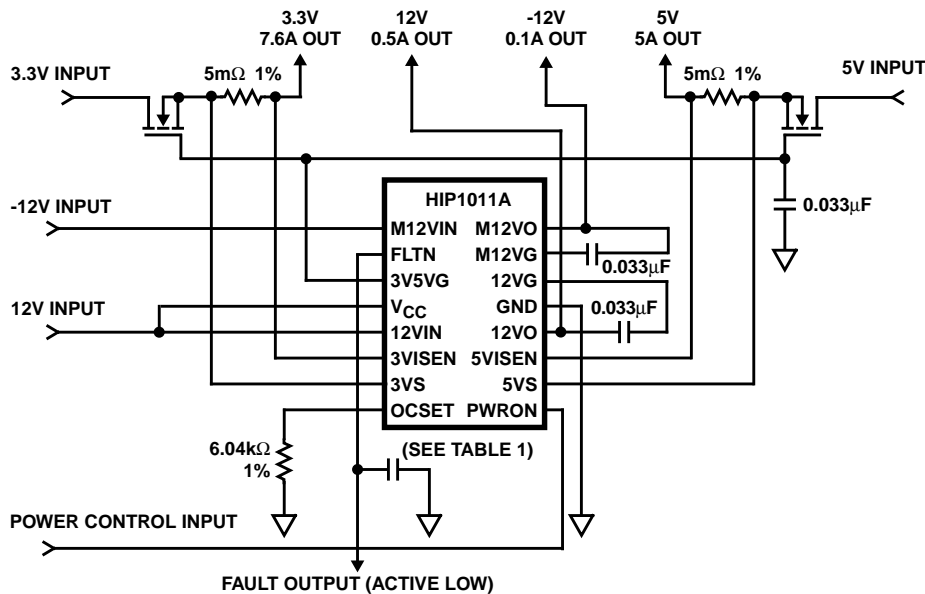 3.3V
7.6A OUT
12V
0.5A OUT
-12V
0.1A OUT
5V
5A OUT
3.3V INPUT
5mΩ 1%
5mΩ 1%
5V INPUT
HIP1011A
0.033μF
-12V INPUT
M12VIN
M12VO
FLTN
M12VG
0.033μF
3V5VG
12VG
12V INPUT
VCC
GND
0.033μF
12VIN
12VO
3VISEN
5VISEN
3VS
5VS
OCSET
PWRON
6.04kΩ
1%
(SEE TABLE 1)
POWER CONTROL INPUT
FAULT OUTPUT (ACTIVE LOW)